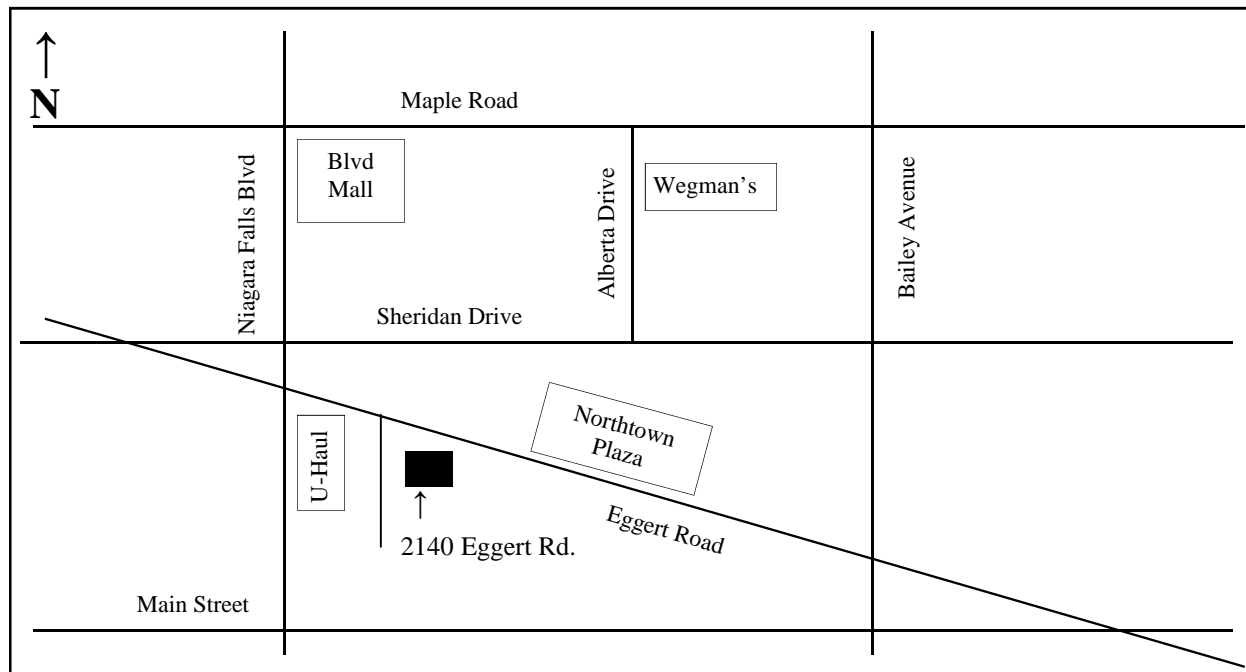 ↑
N
Maple Road
Niagara Falls Blvd
Blvd
Mall
Alberta Drive
Wegman's
Bailey Avenue
Sheridan Drive
U-Haul
Northtown
Plaza
↑
2140 Eggert Rd.
Eggert Road
Main Street